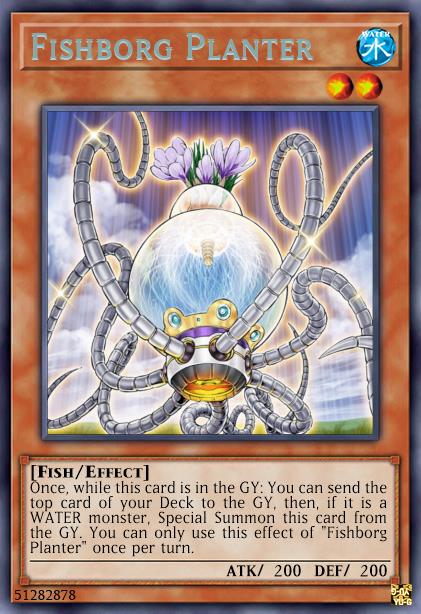 Fishborg Planter
WATER
水
[Fish/Effect]
Once, while this card is in the GY: You can send the
top card of your Deck to the GY, then, if it is a
WATER monster, Special Summon this card from
the GY. You can only use this effect of "Fishborg
Planter" once per turn.
ATK/ 200 DEF/ 200
51282878